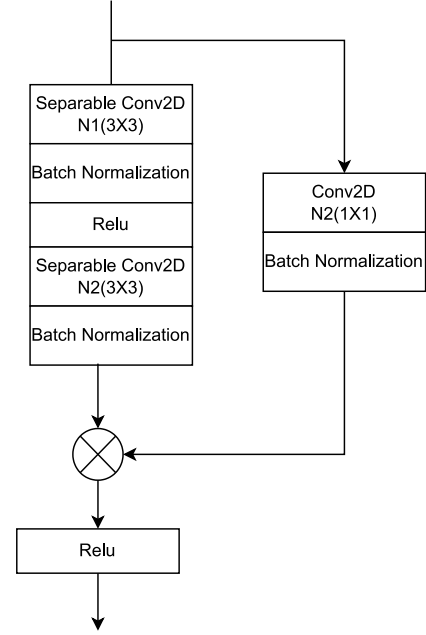 Separable Conv2D
N1(3X3)
Batch Normalization
Relu
Separable Conv2D
N2(3X3)
Batch Normalization
Conv2D
N2(1X1)
Batch Normalization
Relu